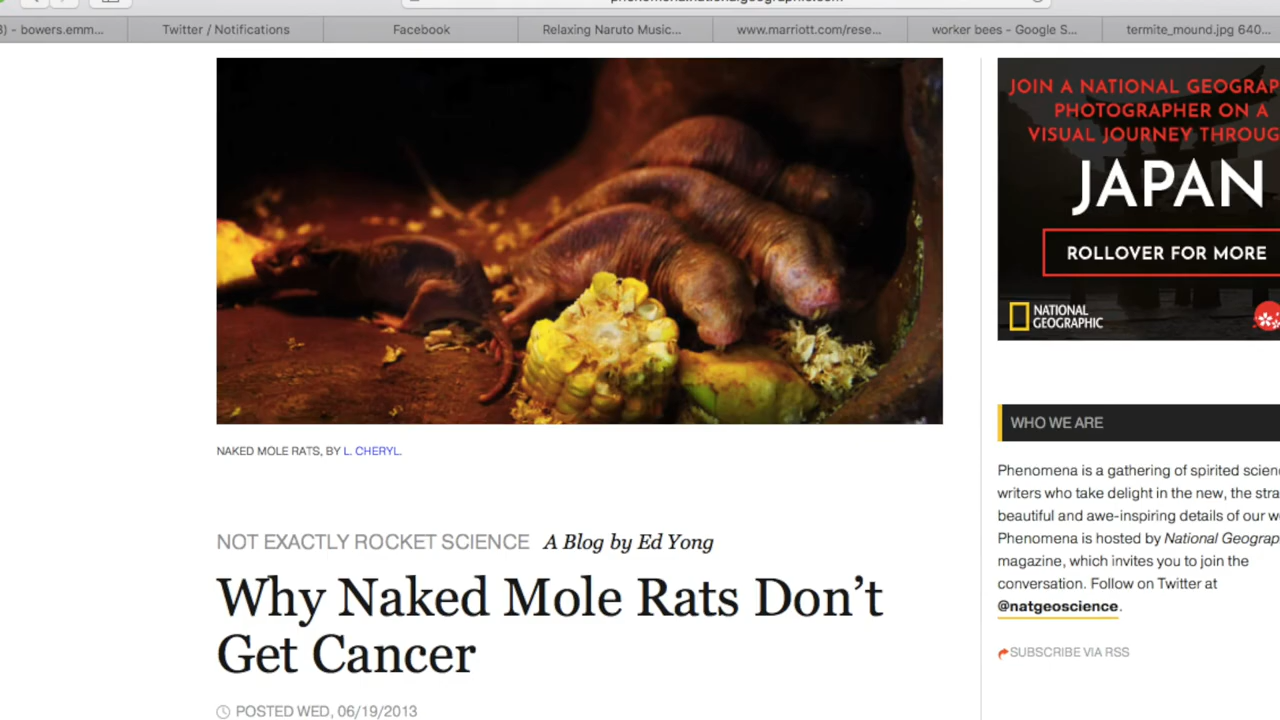 3) - bowers.emm...
Twitter / Notifications
Facebook
Relaxing Naruto Music...
www.marriott.com/rese...
worker bees - Google S...
termite_mound.jpg 640...
JOIN A NATIONAL GEOGRAP
PHOTOGRAPHER ON A
VISUAL JOURNEY THROUG
JAPAN
ROLLOVER FOR MORE
NATIONAL
GEOGRAPHIC
NAKED MOLE RATS, BY L. CHERYL.
WHO WE ARE
Phenomena is a gathering of spirited scien
writers who take delight in the new, the stra
beautiful and awe-inspiring details of our w
Phenomena is hosted by National Geograp
magazine, which invites you to join the
conversation. Follow on Twitter at
@natgeoscience.
SUBSCRIBE VIA RSS
NOT EXACTLY ROCKET SCIENCE A Blog by Ed Yong
Why Naked Mole Rats Don't
Get Cancer
POSTED WED, 06/19/2013